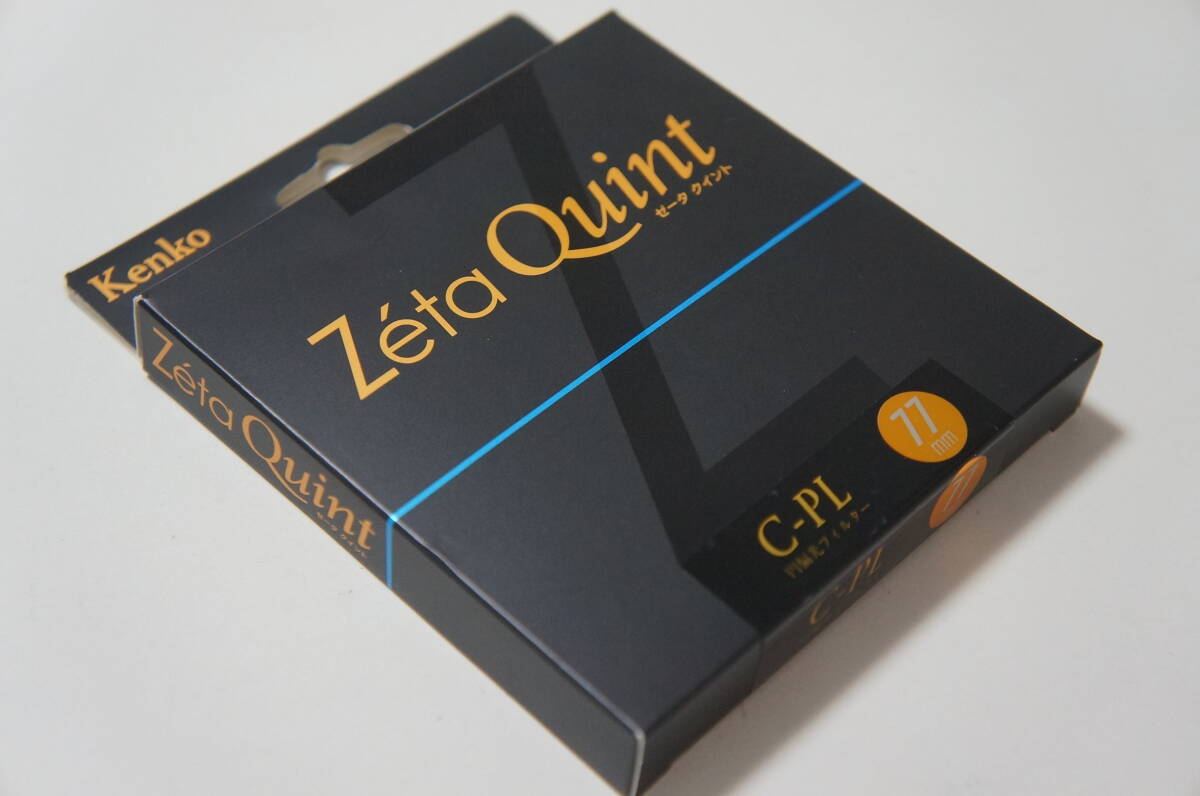 Kenko
Zéta Quint
ゼータ クイント
77
mm
C-PL
円偏光フィルター
Zéta Quint
ゼータ クイント
77
C-PL